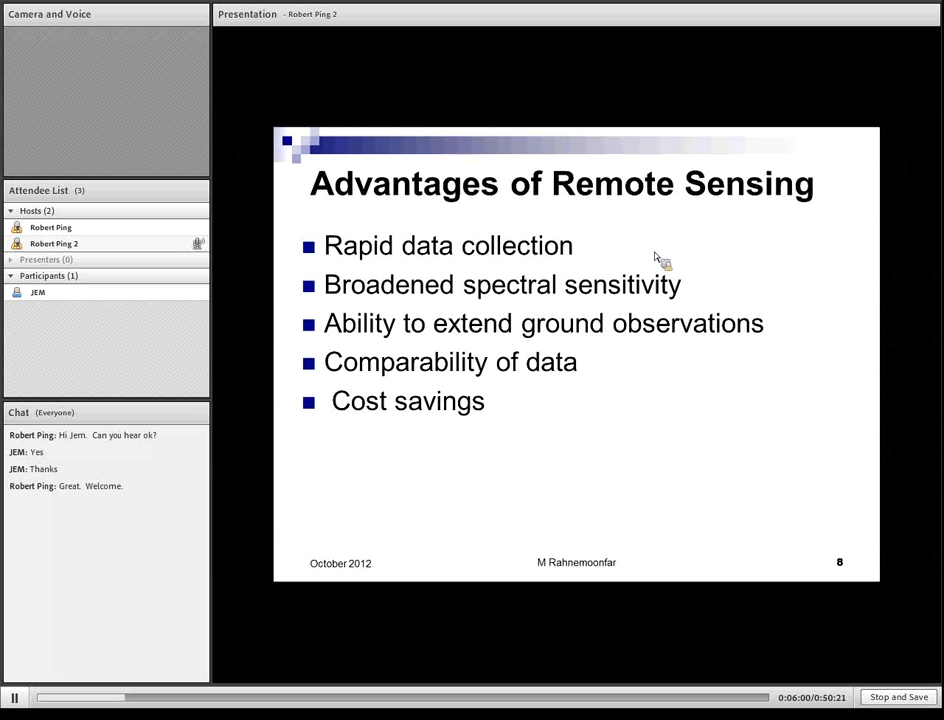 Camera and Voice
Presentation - Robert Ping 2
Attendee List (3)
Hosts (2)
Robert Ping
Robert Ping 2
Presenters (0)
Participants (1)
JEM
Chat (Everyone)
Robert Ping: Hi Jem. Can you hear ok?
JEM: Yes
JEM: Thanks
Robert Ping: Great. Welcome.
Advantages of Remote Sensing
Rapid data collection
Broadened spectral sensitivity
Ability to extend ground observations
Comparability of data
Cost savings
October 2012 M Rahnemoonfar 8
0:06:00/0:50:21 Stop and Save